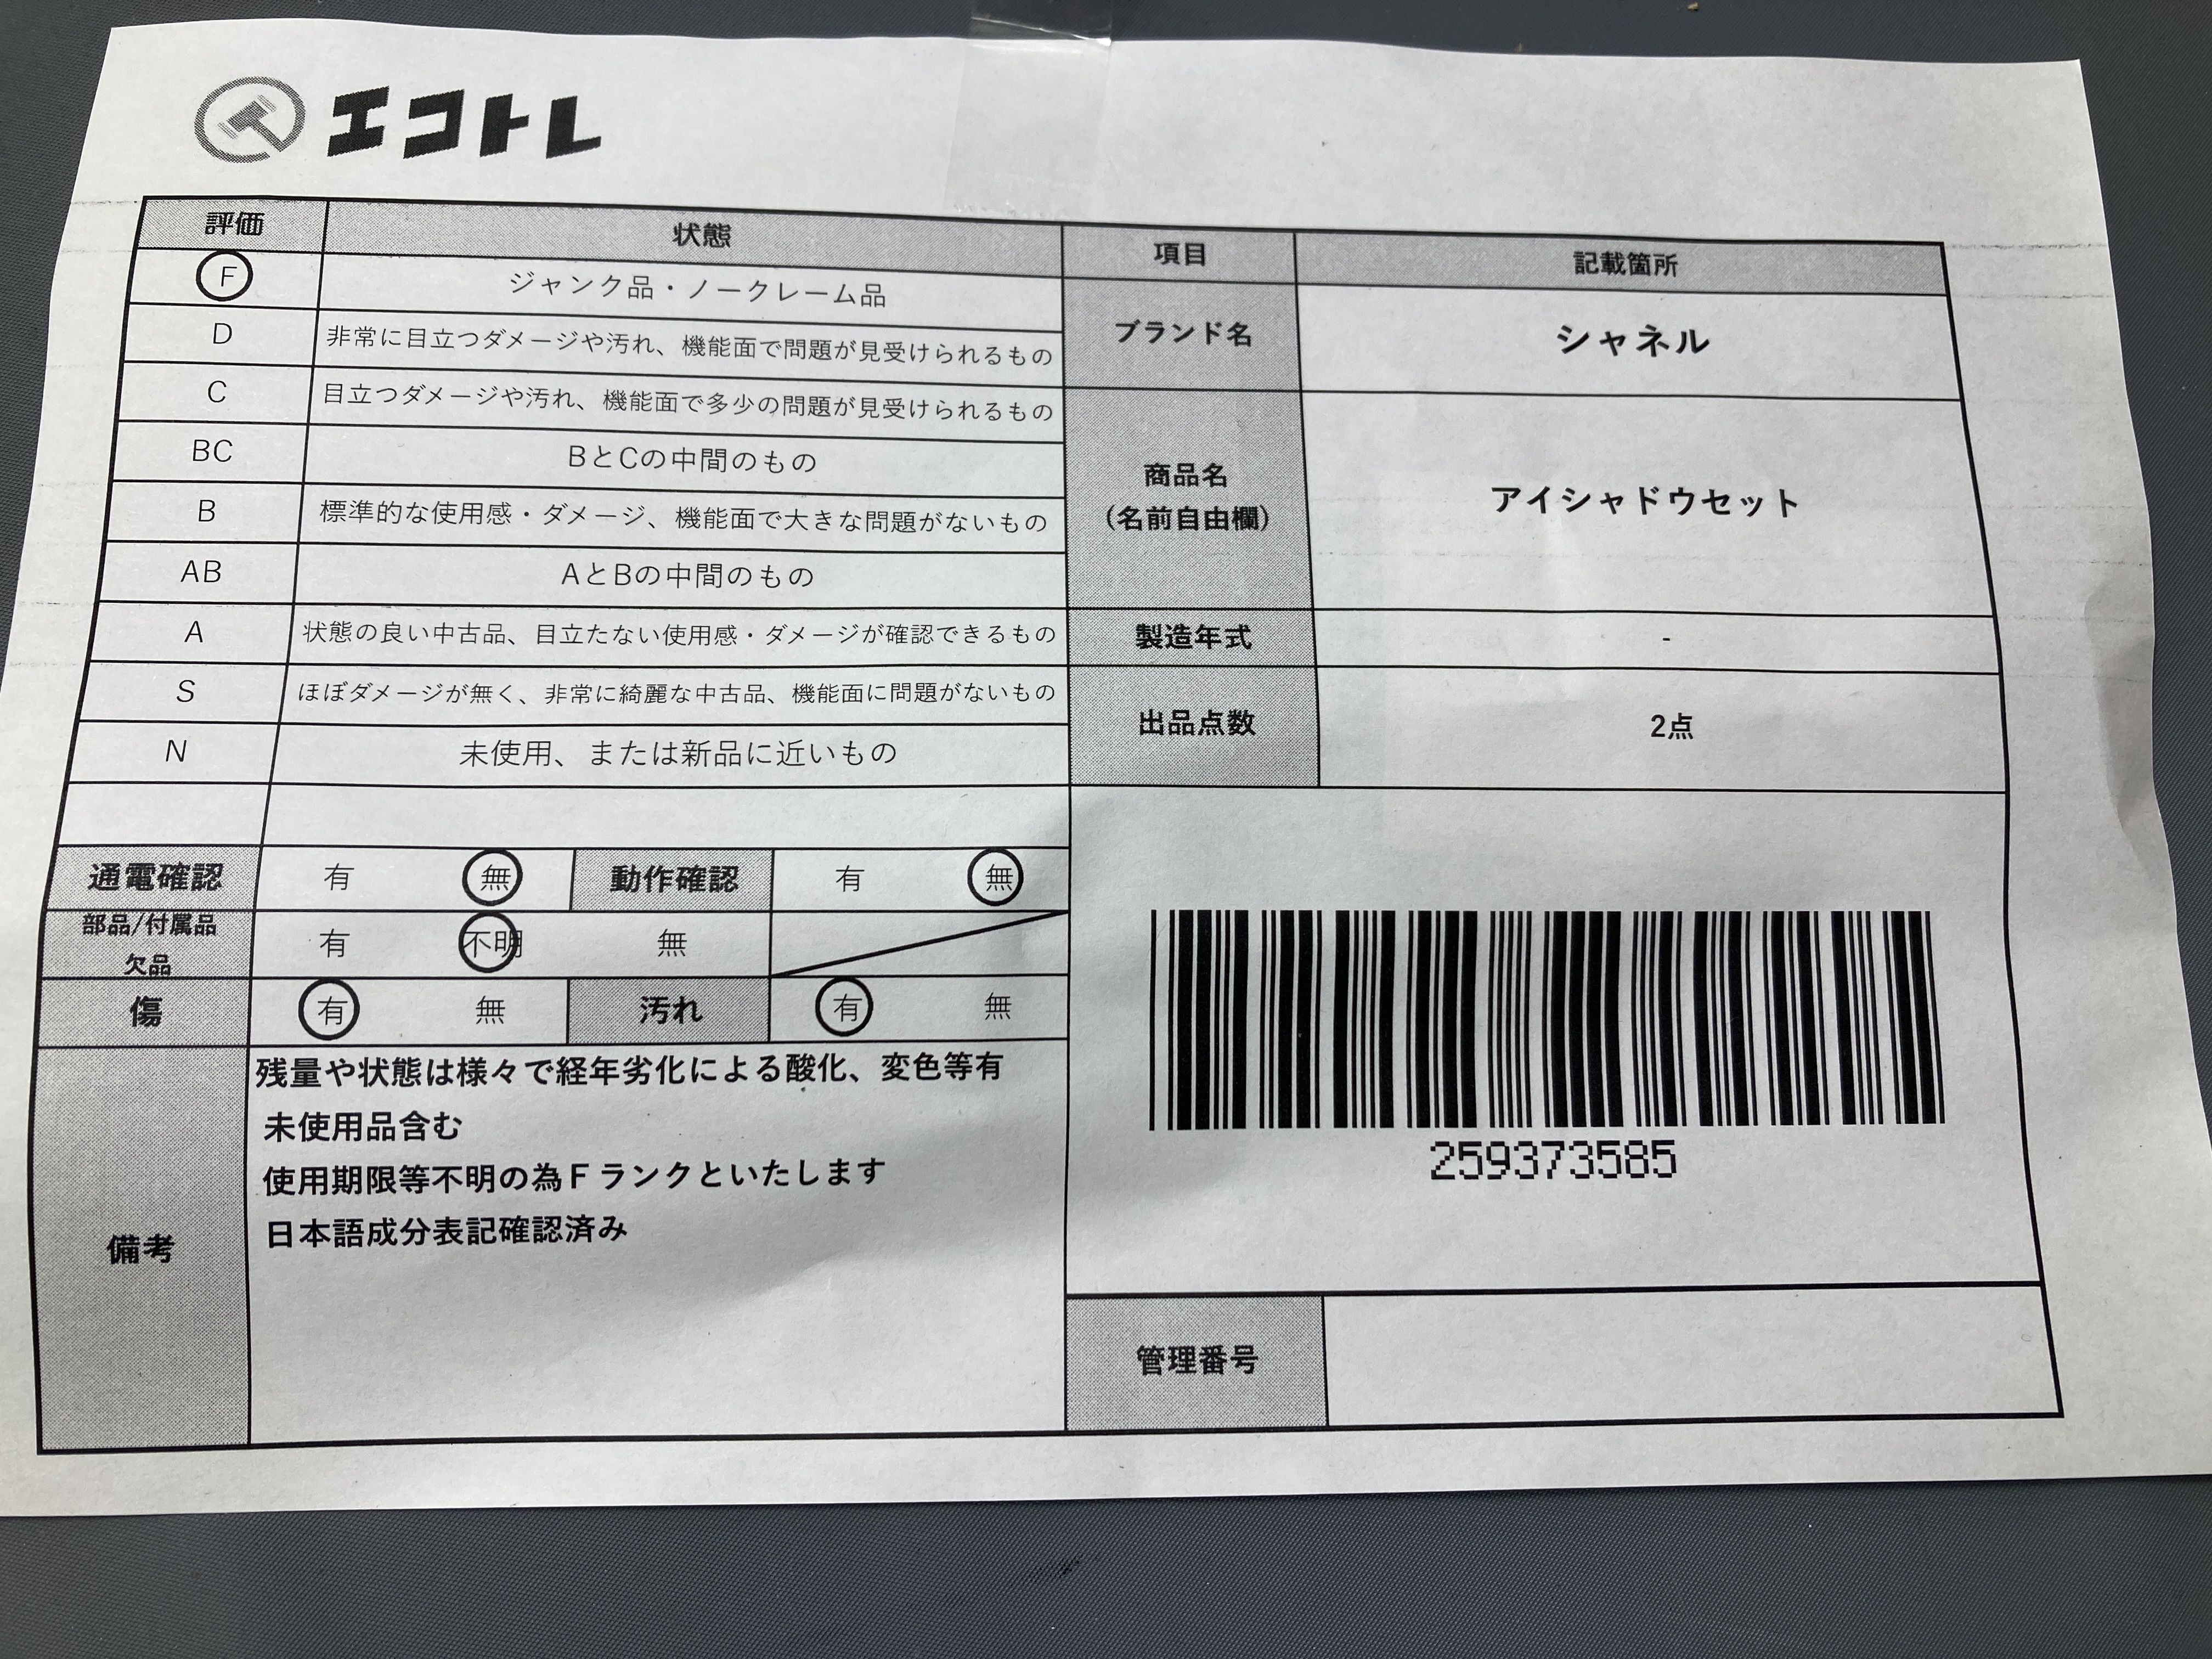 エコトレ
評価 状態
F ジャンク品・ノークレーム品
D 非常に目立つダメージや汚れ、機能面で問題が見受けられるもの
C 目立つダメージや汚れ、機能面で多少の問題が見受けられるもの
BC BとCの中間のもの
B 標準的な使用感・ダメージ、機能面で大きな問題がないもの
AB AとBの中間のもの
A 状態の良い中古品、目立たない使用感・ダメージが確認できるもの
S ほぼダメージが無く、非常に綺麗な中古品、機能面に問題がないもの
N 未使用、または新品に近いもの
通電確認 有 無 動作確認 有 無
部品/付属品
欠品
有 不明 無
傷 有 無 汚れ 有 無
備考
残量や状態は様々で経年劣化による酸化、変色等有
未使用品含む
使用期限等不明の為Fランクといたします
日本語成分表記確認済み
項目 記載箇所
ブランド名 シャネル
商品名
(名前自由欄)
アイシャドウセット
製造年式 -
出品点数 2点
259373585
管理番号